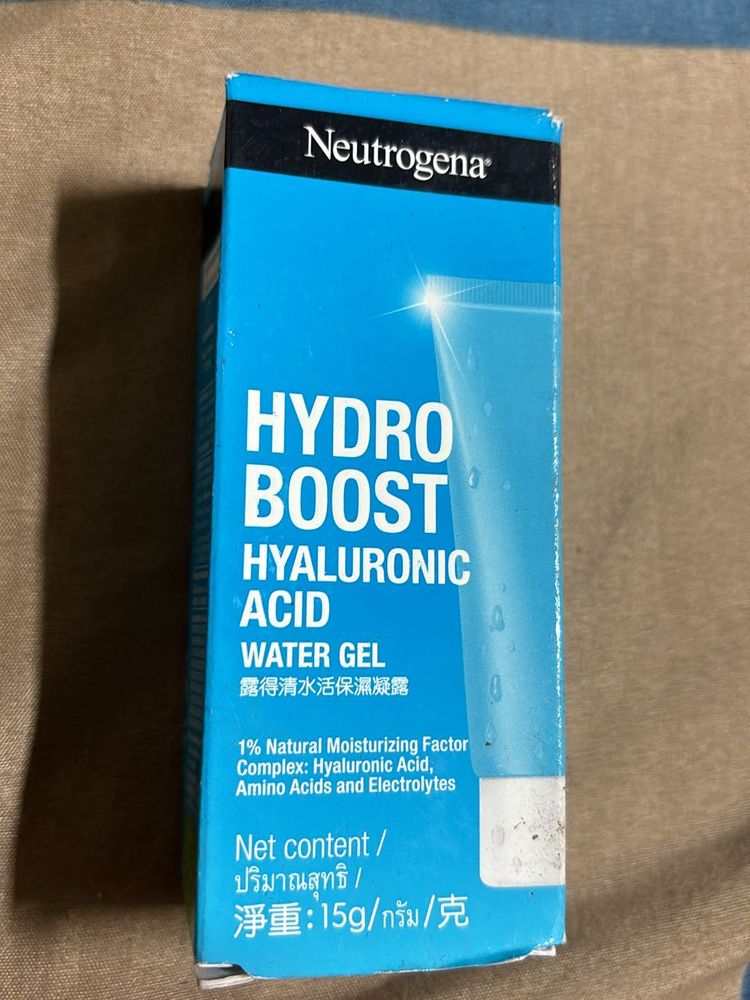 Neutrogena®
HYDRO
BOOST
HYALURONIC
ACID
WATER GEL
露得清水活保濕凝露
1% Natural Moisturizing Factor
Complex: Hyaluronic Acid,
Amino Acids and Electrolytes
Net content /
ปริมาณสุทธิ /
淨重:15g/กรัม/克